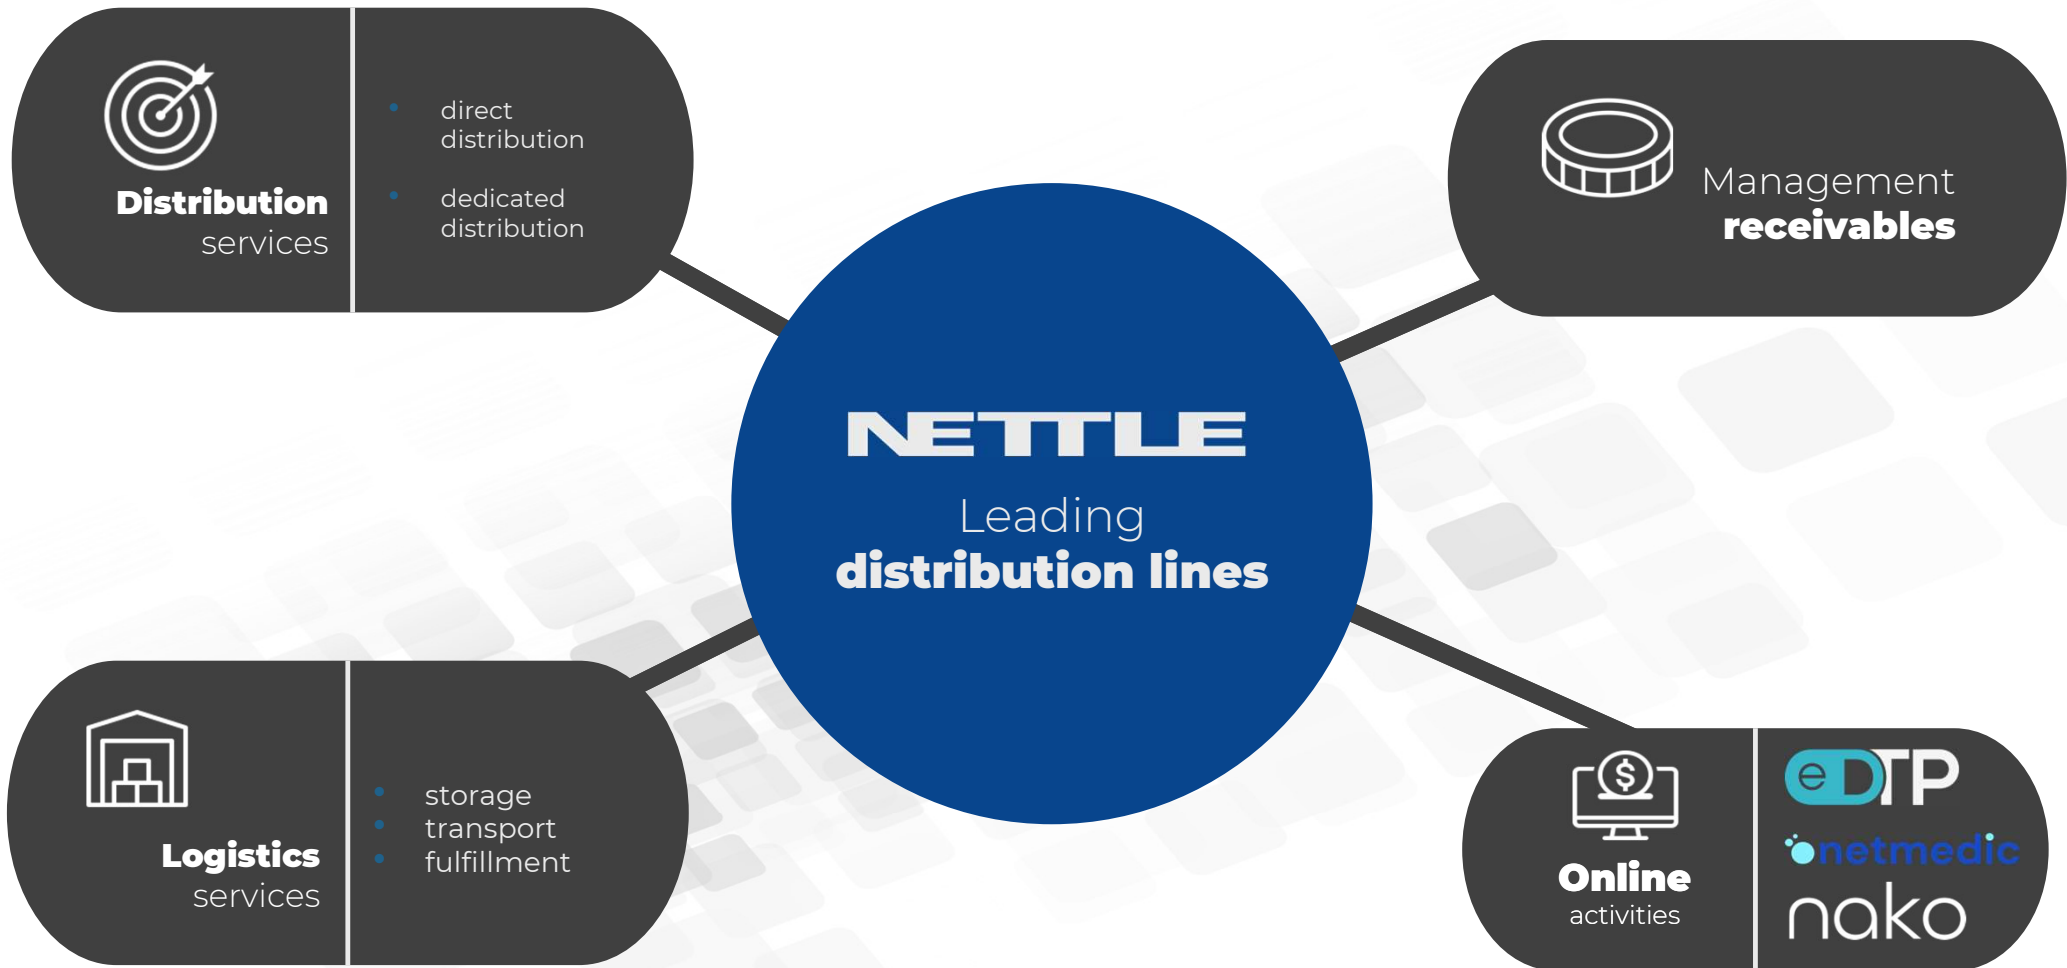 direct
distribution
dedicated
distribution
Distribution
services
Management
receivables
NETTLE
Leading
distribution lines
storage
transport
fulfillment
Logistics
services
$
Online
activities
eDTP
netmedic
nako